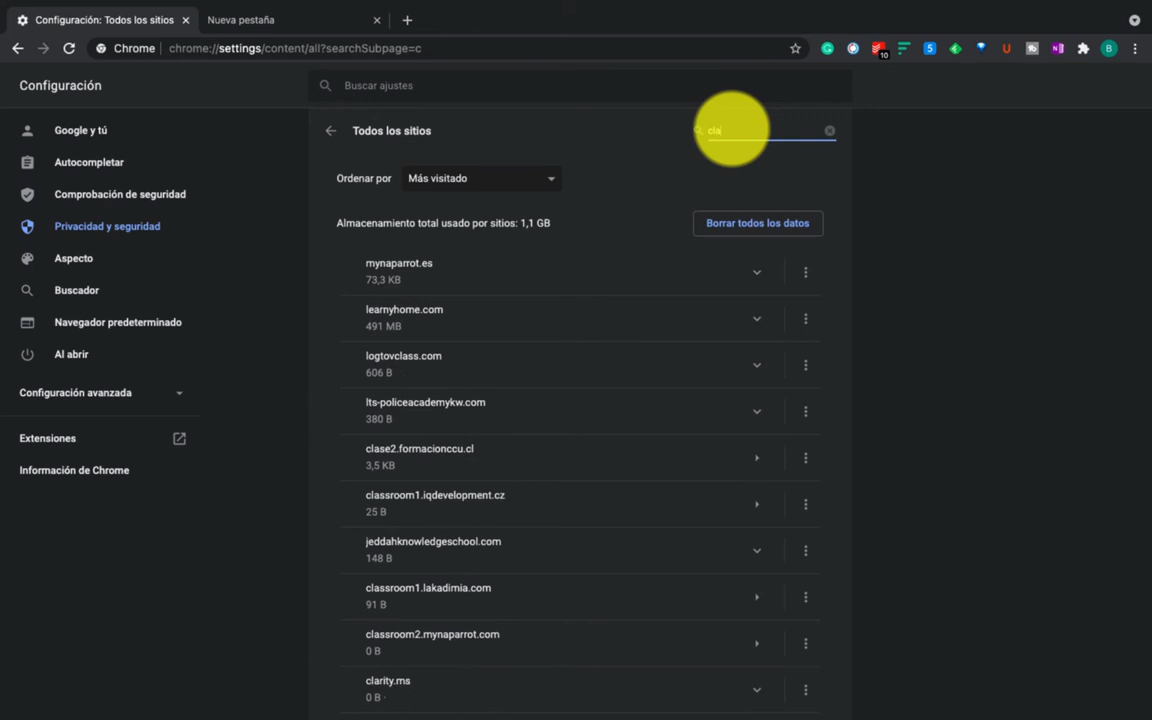 Configuración: Todos los sitios
Nueva pestaña
Chrome
chrome://settings/content/all?searchSubpage=c
5
U
10
B
Configuración
Buscar ajustes
Google y tú
Autocompletar
Comprobación de seguridad
Privacidad y seguridad
Aspecto
Buscador
Navegador predeterminado
Al abrir
Configuración avanzada
Extensiones
Información de Chrome
Todos los sitios
cla
Ordenar por
Más visitado
Almacenamiento total usado por sitios: 1,1 GB
Borrar todos los datos
mynaparrot.es
73,3 KB
learnyhome.com
491 MB
logtovclass.com
606 B
lts-policeacademykw.com
380 B
clase2.formacionccu.cl
3,5 KB
classroom1.iqdevelopment.cz
25 B
jeddahknowledgeschool.com
148 B
classroom1.lakadimia.com
91 B
classroom2.mynaparrot.com
0 B
clarity.ms
0 B ·